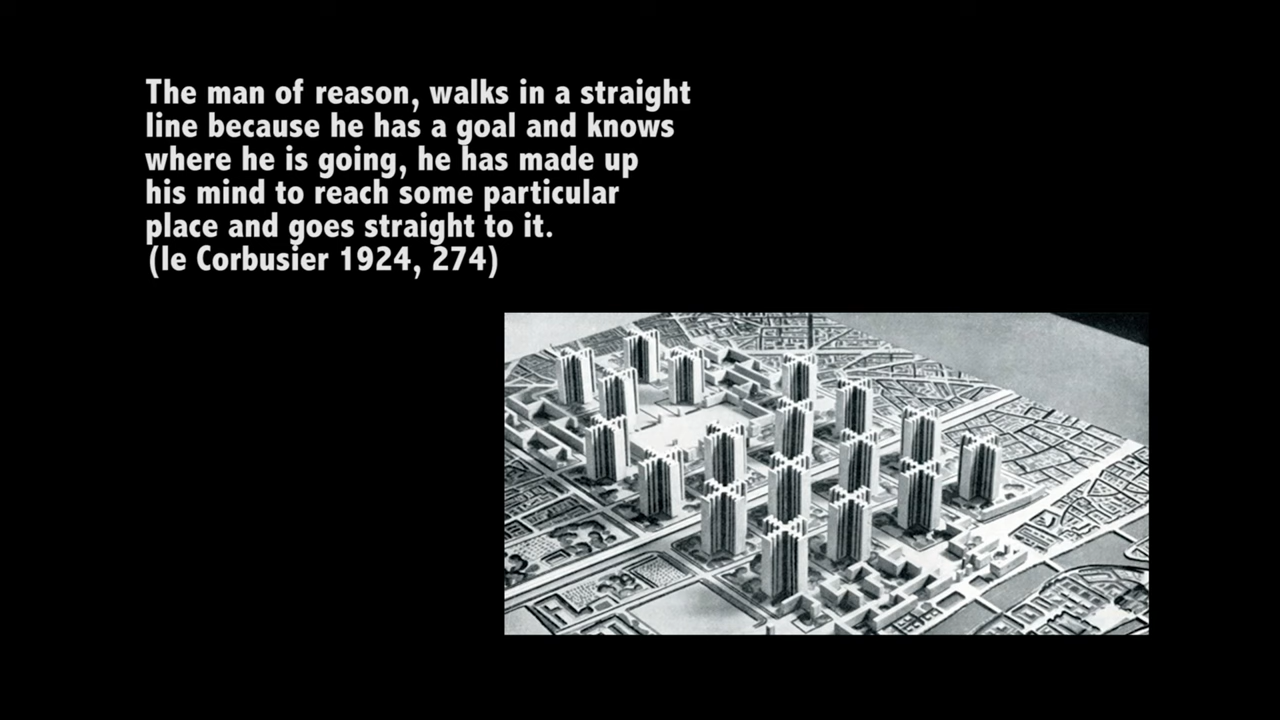 The man of reason, walks in a straight
line because he has a goal and knows
where he is going, he has made up
his mind to reach some particular
place and goes straight to it.
(le Corbusier 1924, 274)